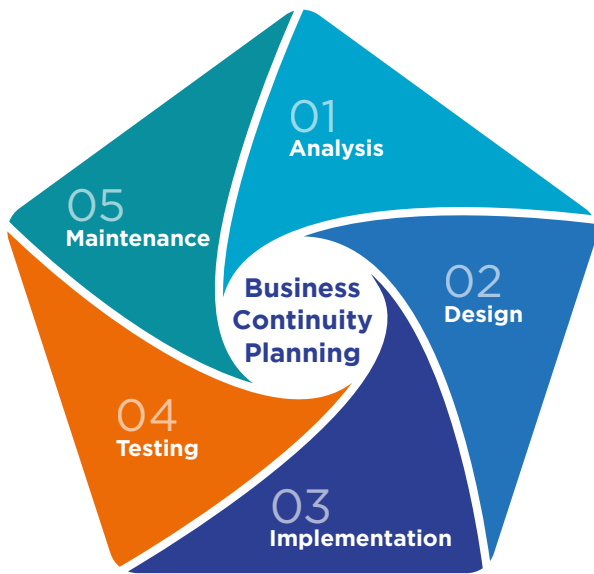 01
Analysis
02
Design
03
Implementation
04
Testing
05
Maintenance
Business
Continuity
Planning